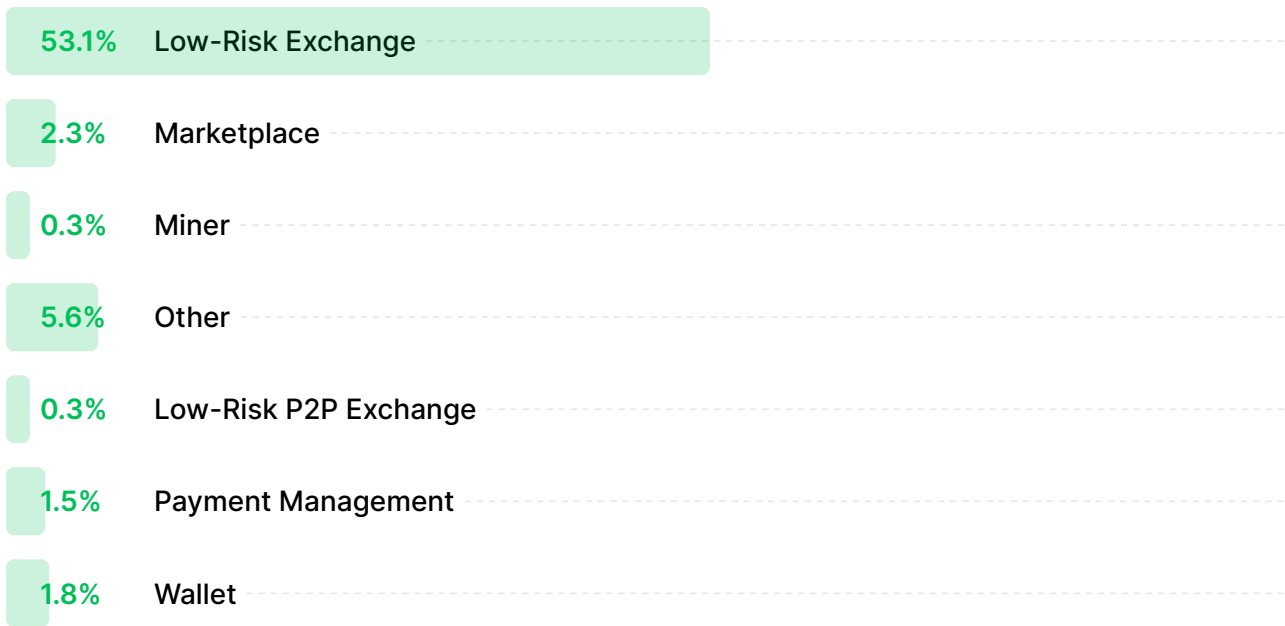 53.1% Low-Risk Exchange
2.3% Marketplace
0.3% Miner
5.6% Other
0.3% Low-Risk P2P Exchange
1.5% Payment Management
1.8% Wallet